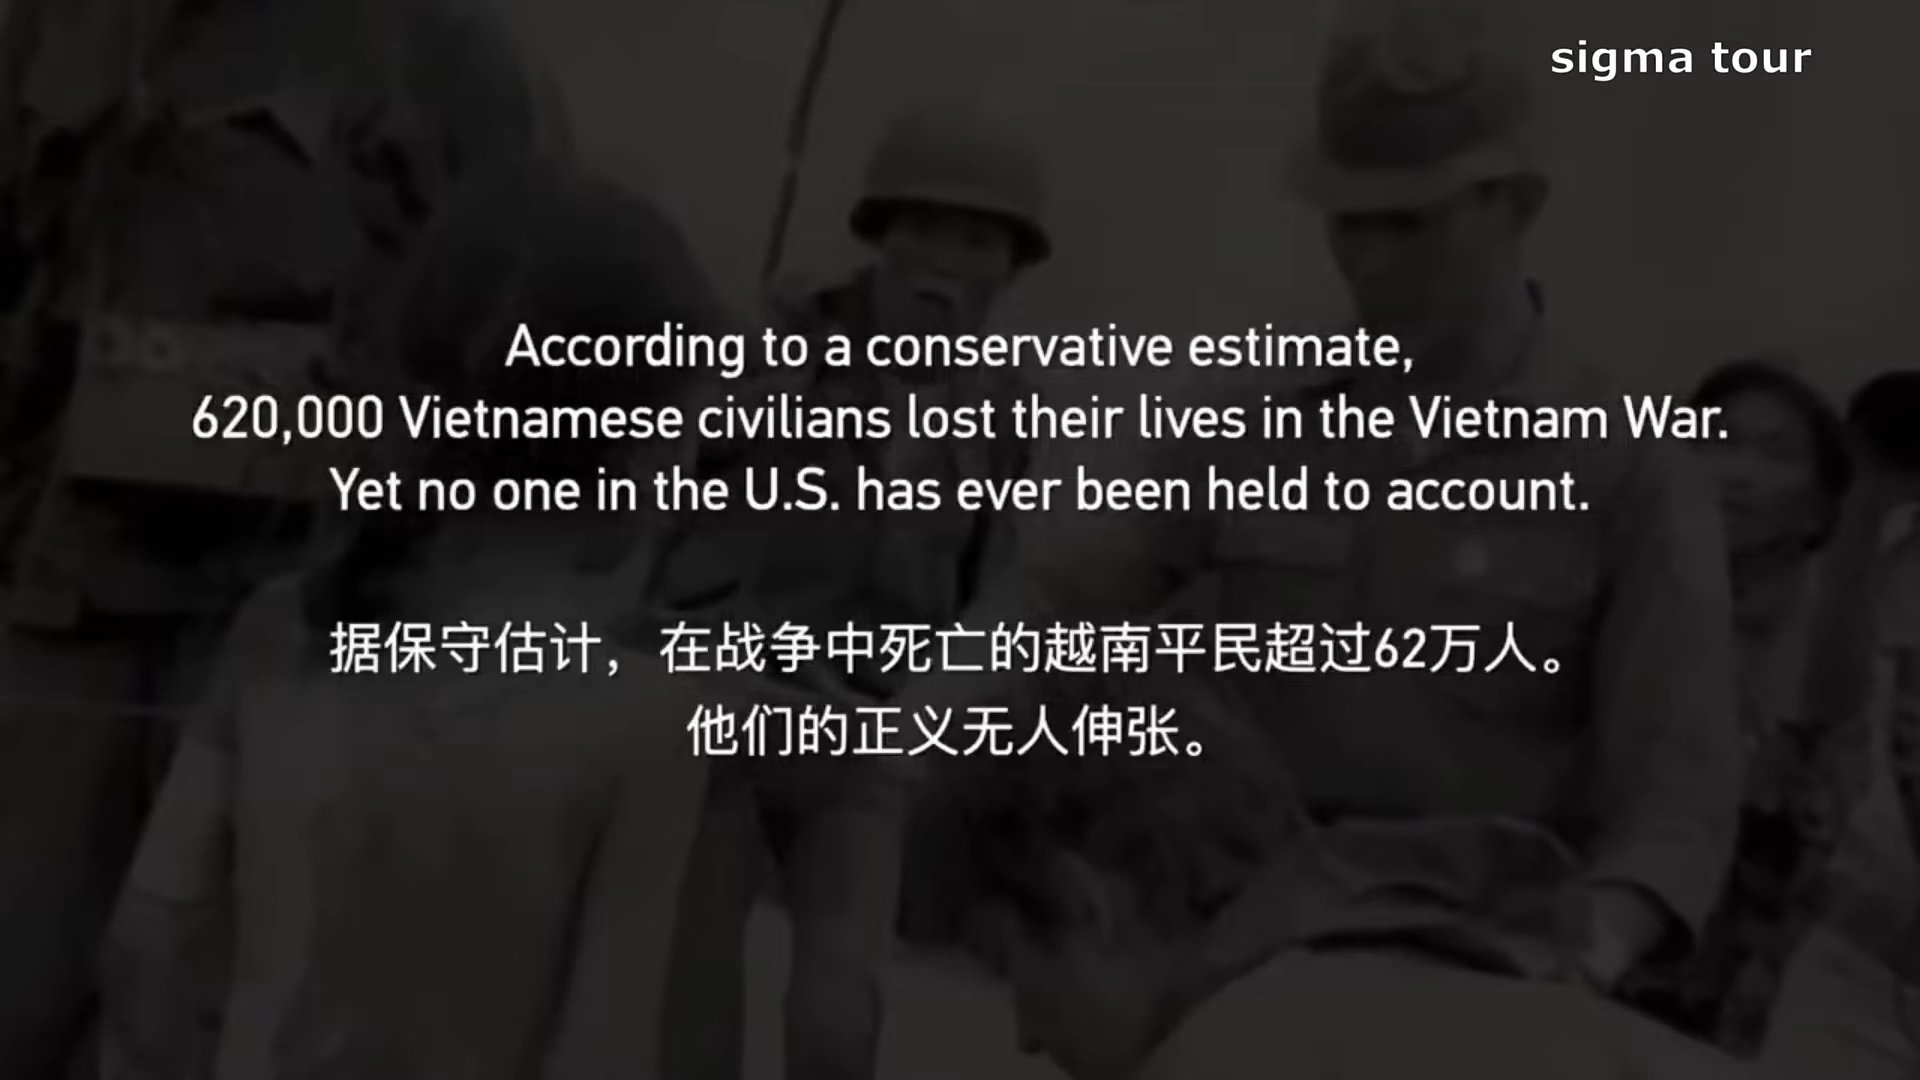 sigma tour
According to a conservative estimate,
620,000 Vietnamese civilians lost their lives in the Vietnam War.
Yet no one in the U.S. has ever been held to account.
据保守估计，在战争中死亡的越南平民超过62万人。
他们的正义无人伸张。